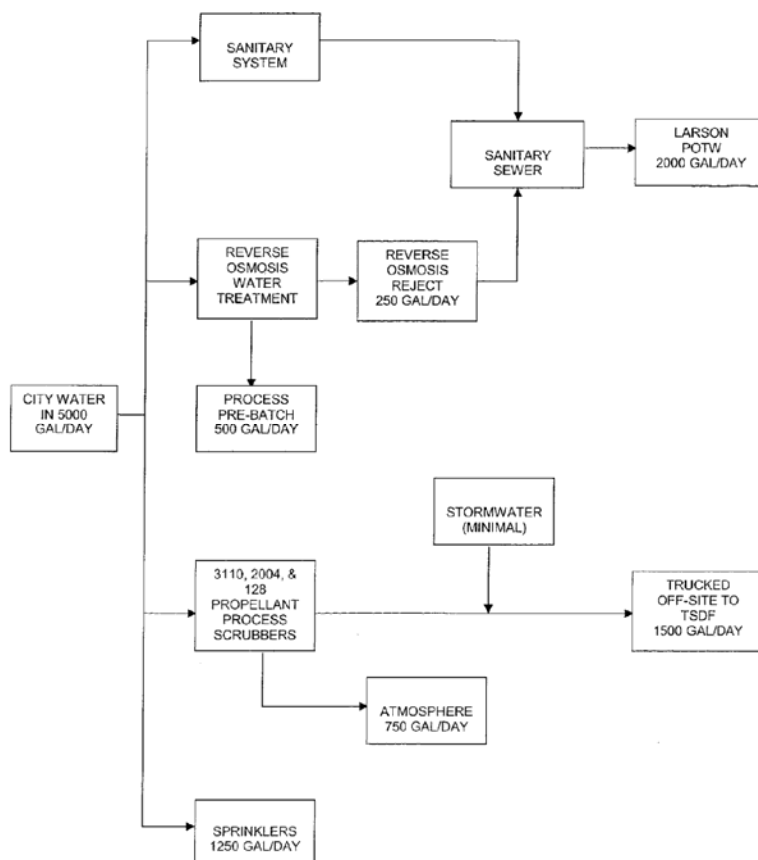 SANITARY
SYSTEM
SANITARY
SEWER
LARSON
POTW
2000 GAL/DAY
REVERSE
OSMOSIS
WATER
TREATMENT
REVERSE
OSMOSIS
REJECT
250 GAL/DAY
CITY WATER
IN 5000
GAL/DAY
PROCESS
PRE-BATCH
500 GAL/DAY
STORMWATER
(MINIMAL)
3110, 2004, &
128
PROPELLANT
PROCESS
SCRUBBERS
TRUCKED
OFF-SITE TO
TSDF
1500 GAL/DAY
ATMOSPHERE
750 GAL/DAY
SPRINKLERS
1250 GAL/DAY